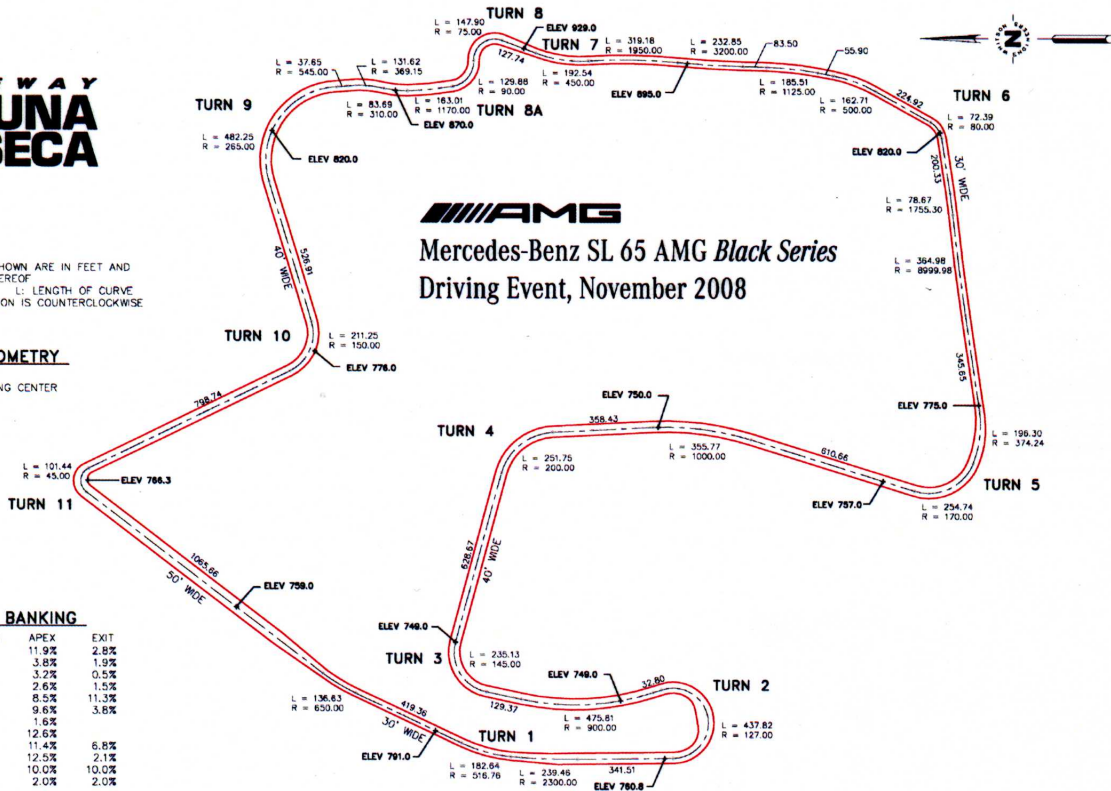 WAY
UNA
SECA
HOWN ARE IN FEET AND
EREOF
L: LENGTH OF CURVE
ON IS COUNTERCLOCKWISE
OMETRY
NG CENTER
BANKING
APEX EXIT
11.9% 2.8%
3.8% 1.9%
3.2% 0.5%
2.6% 1.5%
8.5% 11.3%
9.6% 3.8%
1.6%
12.6%
11.4% 6.8%
12.5% 2.1%
10.0% 10.0%
2.0% 2.0%
AMG
Mercedes-Benz SL 65 AMG Black Series
Driving Event, November 2008
N
TURN 8
L = 147.90
R = 75.00
ELEV 929.0
127.74
TURN 7
L = 319.18
R = 1950.00
L = 232.85
R = 3200.00
83.50
55.90
L = 192.54
R = 450.00
ELEV 895.0
L = 185.51
R = 1125.00
L = 162.71
R = 500.00
224.92
TURN 6
L = 72.39
R = 80.00
ELEV 820.0
200.33
30' WIDE
L = 78.67
R = 1755.30
L = 364.98
R = 8999.98
345.65
ELEV 775.0
L = 196.30
R = 374.24
TURN 5
L = 254.74
R = 170.00
ELEV 757.0
610.66
L = 355.77
R = 1000.00
ELEV 750.0
358.43
TURN 4
L = 251.75
R = 200.00
628.67
40' WIDE
ELEV 749.0
TURN 3
L = 235.13
R = 145.00
129.37
L = 475.81
R = 900.00
ELEV 749.0
32.80
TURN 2
L = 437.82
R = 127.00
ELEV 760.8
341.51
L = 239.46
R = 2300.00
L = 182.64
R = 516.76
TURN 1
ELEV 791.0
419.36
30' WIDE
L = 136.63
R = 650.00
ELEV 759.0
1065.66
50' WIDE
TURN 11
L = 101.44
R = 45.00
ELEV 766.3
798.74
TURN 10
L = 211.25
R = 150.00
ELEV 776.0
526.91
40' WIDE
TURN 9
L = 482.25
R = 265.00
ELEV 820.0
L = 37.65
R = 545.00
L = 131.62
R = 369.15
L = 83.69
R = 310.00
L = 163.01
R = 1170.00
ELEV 870.0
L = 129.88
R = 90.00
TURN 8A